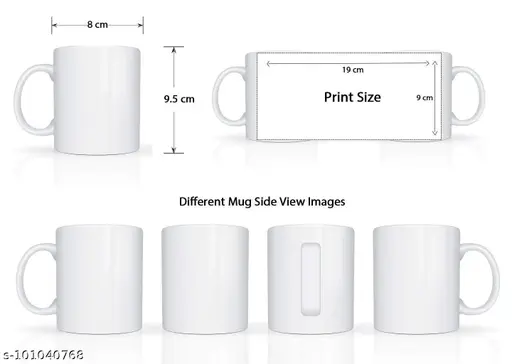 8 cm
9.5 cm
19 cm
Print Size
9 cm
Different Mug Side View Images
s-101040768